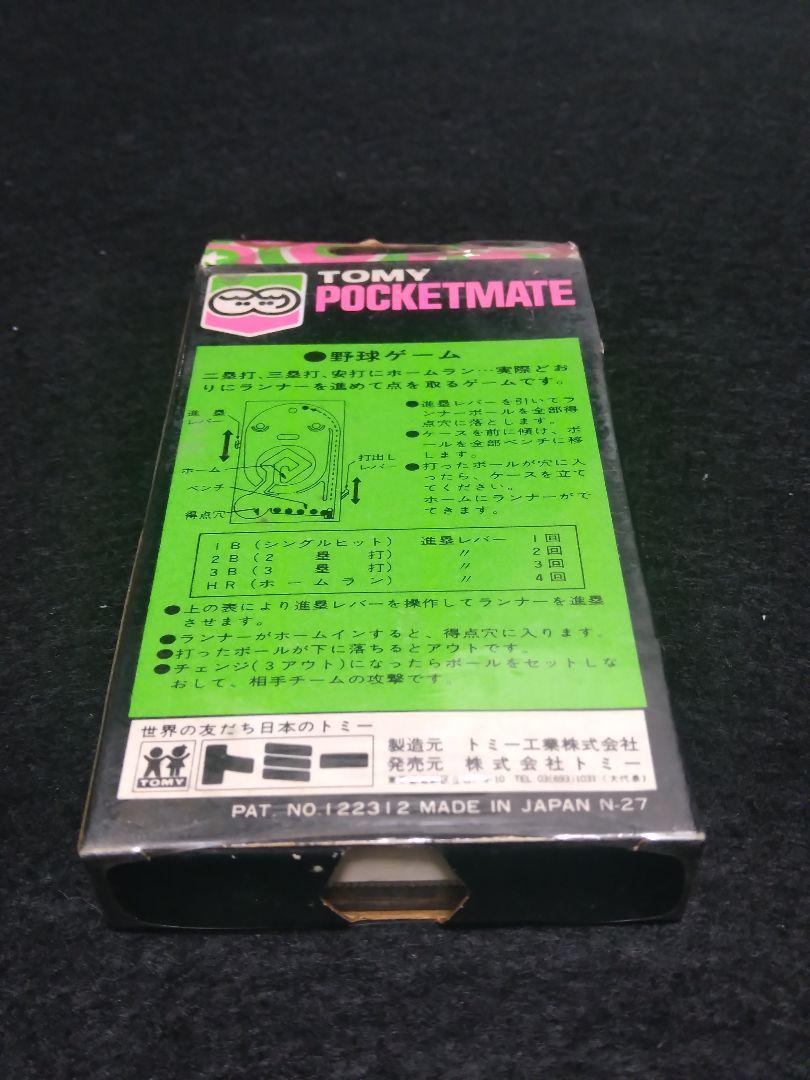 TOMY
POCKETMATE
●野球ゲーム
二塁打、三塁打、安打にホームラン…実際どお
りにランナーを進めて点を取るゲームです。
進塁
レバー
ホーム
ベンチ
得点穴
打出し
レバー
●進塁レバーを引いてラ
ンナーボールを全部得
点穴に落とします。
●ケースを前に傾け、ボ
ールを全部ベンチに移
します。
●打ったボールが穴に入
ったら、ケースを立て
てください。
ホームにランナーがで
てきます。
1B(シングルヒット) 進塁レバー 1回
2B(2塁打) 〃 2回
3B(3塁打) 〃 3回
HR(ホームラン) 〃 4回
●上の表により進塁レバーを操作してランナーを進塁
させます。
●ランナーがホームインすると、得点穴に入ります。
●打ったボールが下に落ちるとアウトです。
●チェンジ(3アウト)になったらボールをセットしな
おして、相手チームの攻撃です。
世界の友だち日本のトミー
TOMY
トミー
製造元 トミー工業株式会社
発売元 株式会社トミー
10 TEL 03(693)1031(大代表)
PAT. NO.122312 MADE IN JAPAN N-27